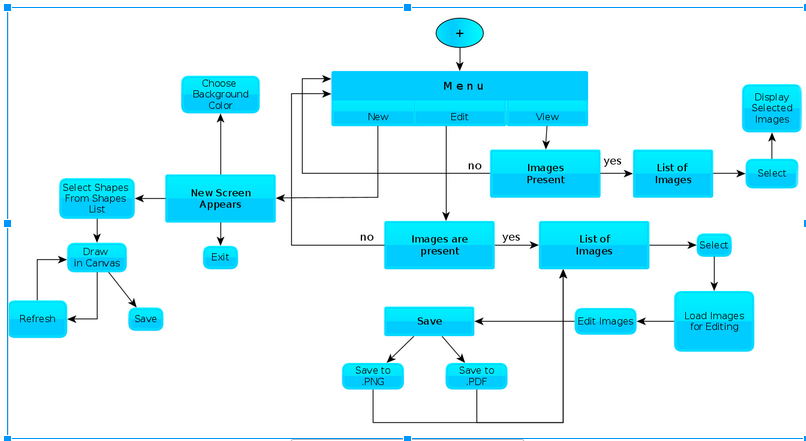 +
M e n u
New Edit View
Choose
Background
Color
Display
Selected
Images
no
Images
Present
yes
List of
Images
Select
Select Shapes
From Shapes
List
New Screen
Appears
no
Images are
present
yes
List of
Images
Select
Draw
in Canvas
Exit
Refresh
Save
Save
Edit Images
Load Images
for Editing
Save to
.PNG
Save to
.PDF